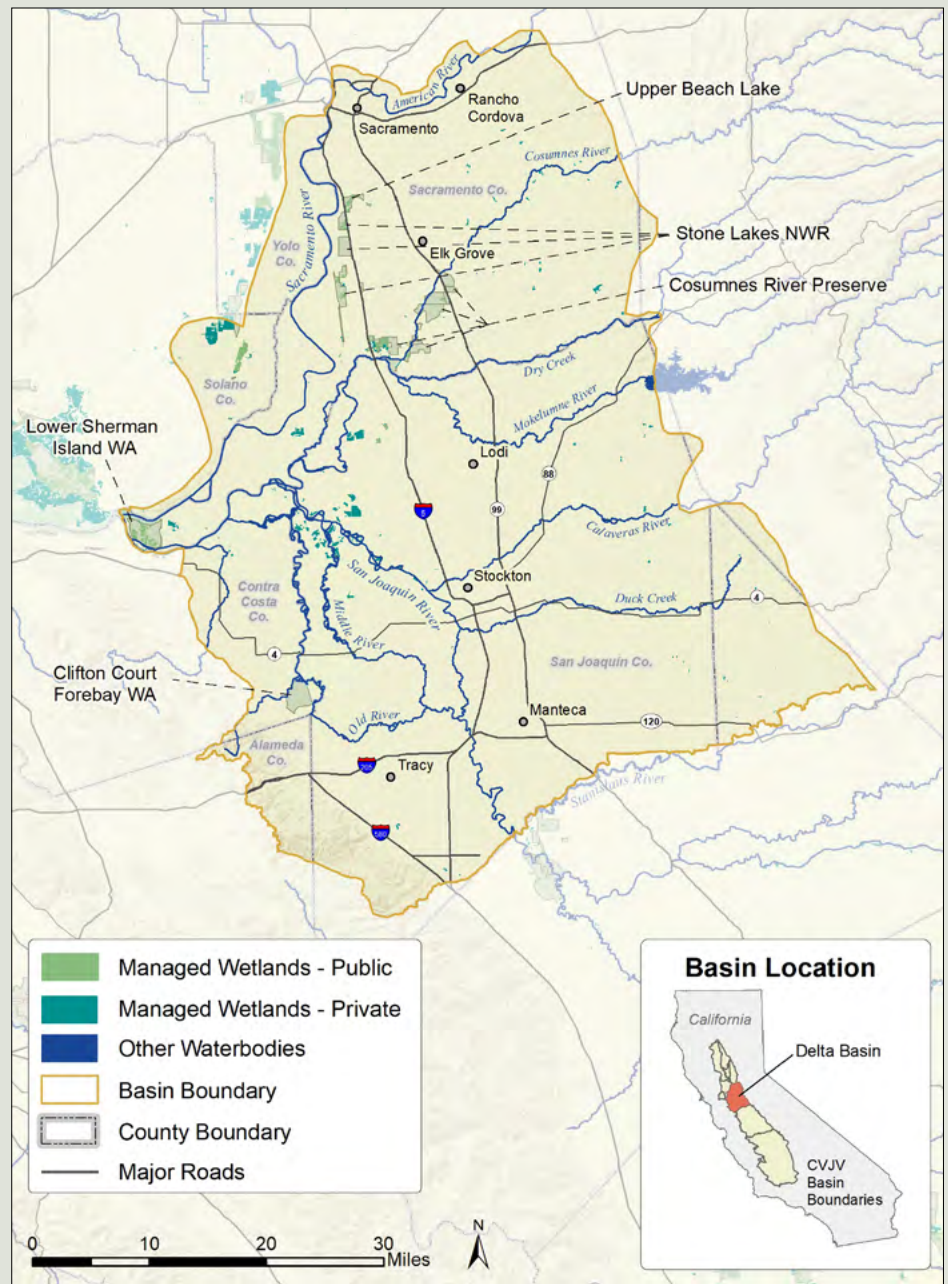 American River
Rancho
Cordova
Sacramento
Upper Beach Lake
Cosumnes River
Sacramento Co.
Sacramento River
Yolo
Co.
Elk Grove
Stone Lakes NWR
Cosumnes River Preserve
Dry Creek
Solano
Co.
Mokelumne River
Lower Sherman
Island WA
Lodi
88
5
99
Calaveras River
Contra
Costa
Co.
San Joaquin River
Stockton
Middle River
Duck Creek
4
4
San Joaquin Co.
Clifton Court
Forebay WA
Old River
Manteca
120
Alameda
Co.
205
Tracy
Stanislaus River
580
Managed Wetlands - Public
Managed Wetlands - Private
Other Waterbodies
Basin Boundary
County Boundary
Major Roads
Basin Location
California
Delta Basin
CVJV
Basin
Boundaries
0 10 20 30
Miles
N